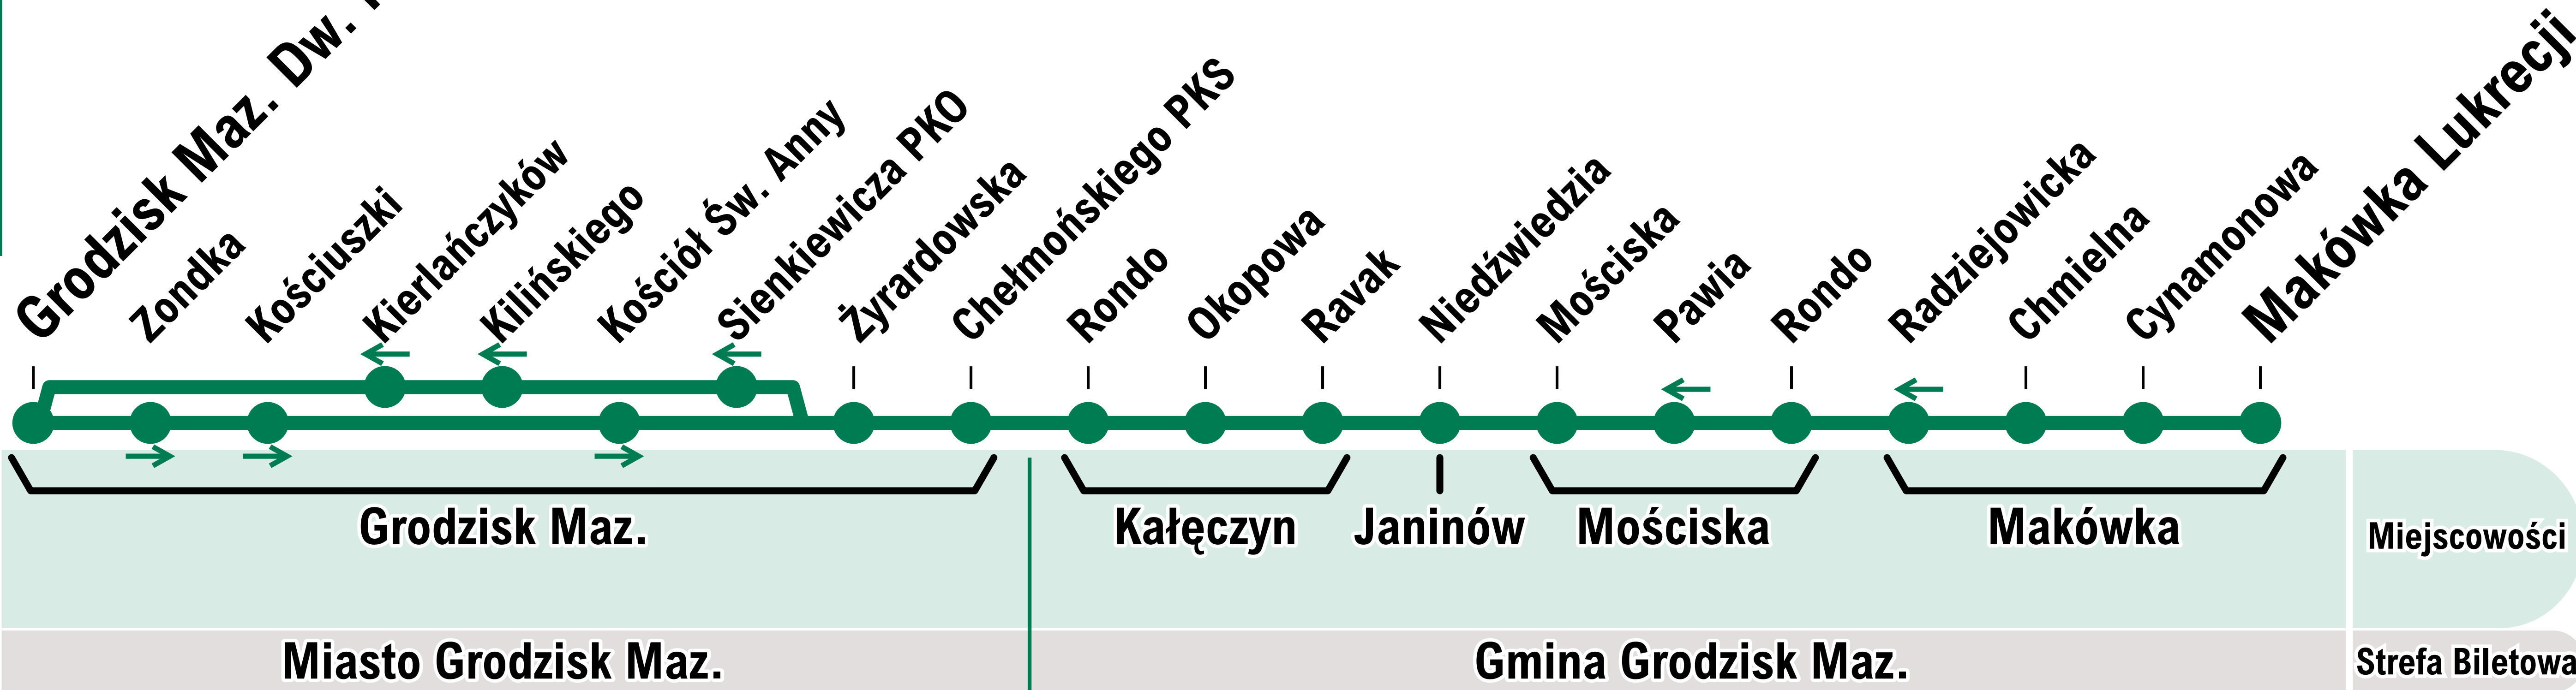 Grodzisk Maz. Dw.
Zondka
Kościuszki
Kierlańczyków
Kilińskiego
Kościół Św. Anny
Sienkiewicza PKO
Żyrardowska
Chełmońskiego PKS
Rondo
Okopowa
Ravak
Niedźwiedzia
Mościska
Pawia
Rondo
Radziejowicka
Chmielna
Cynamonowa
Makówka Lukrecji
Grodzisk Maz.
Kałęczyn
Janinów
Mościska
Makówka
Miejscowości
Miasto Grodzisk Maz.
Gmina Grodzisk Maz.
Strefa Biletowa